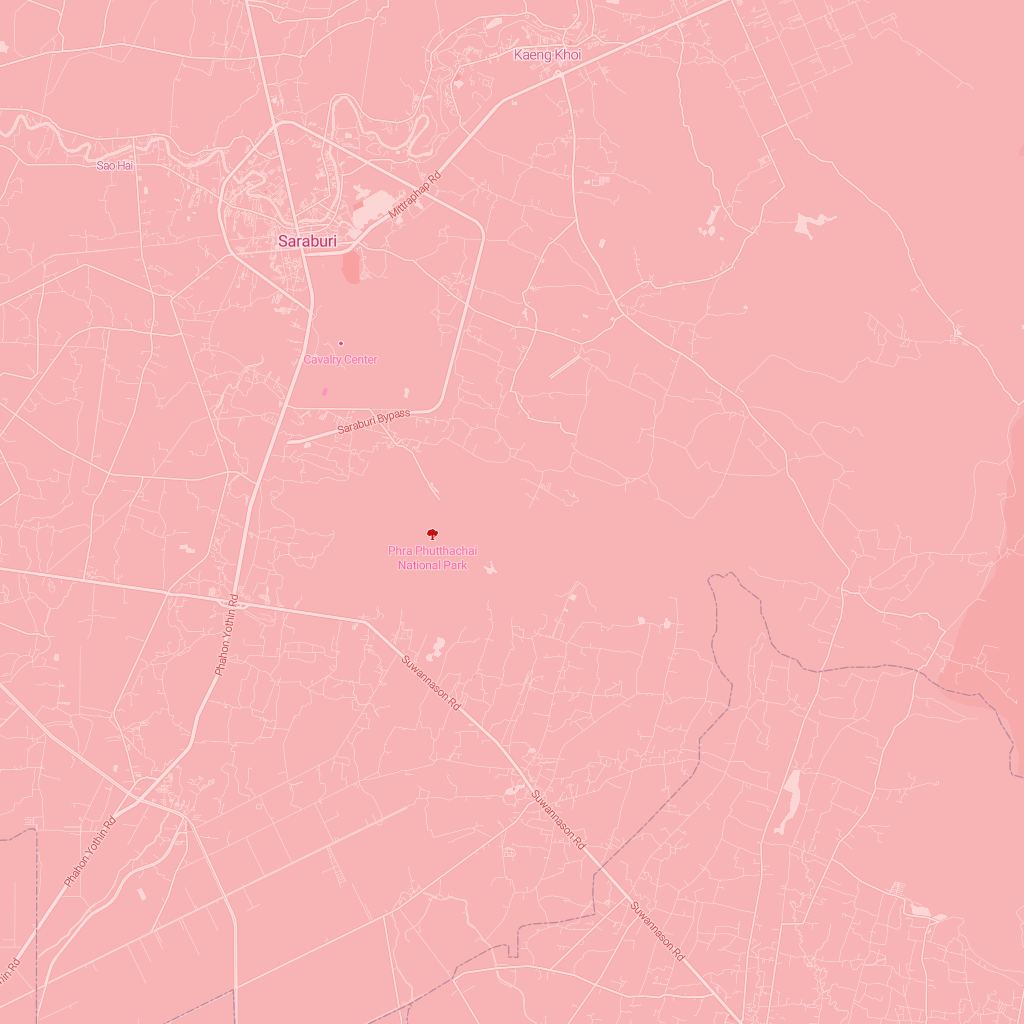 Kaeng Khoi
Sao Hai
Mittraphap Rd
Saraburi
Cavalry Center
Saraburi Bypass
Phra Phutthachai
National Park
Phahon Yothin Rd
Suwannason Rd
Suwannason Rd
Phahon Yothin Rd
Suwannason Rd
hin Rd